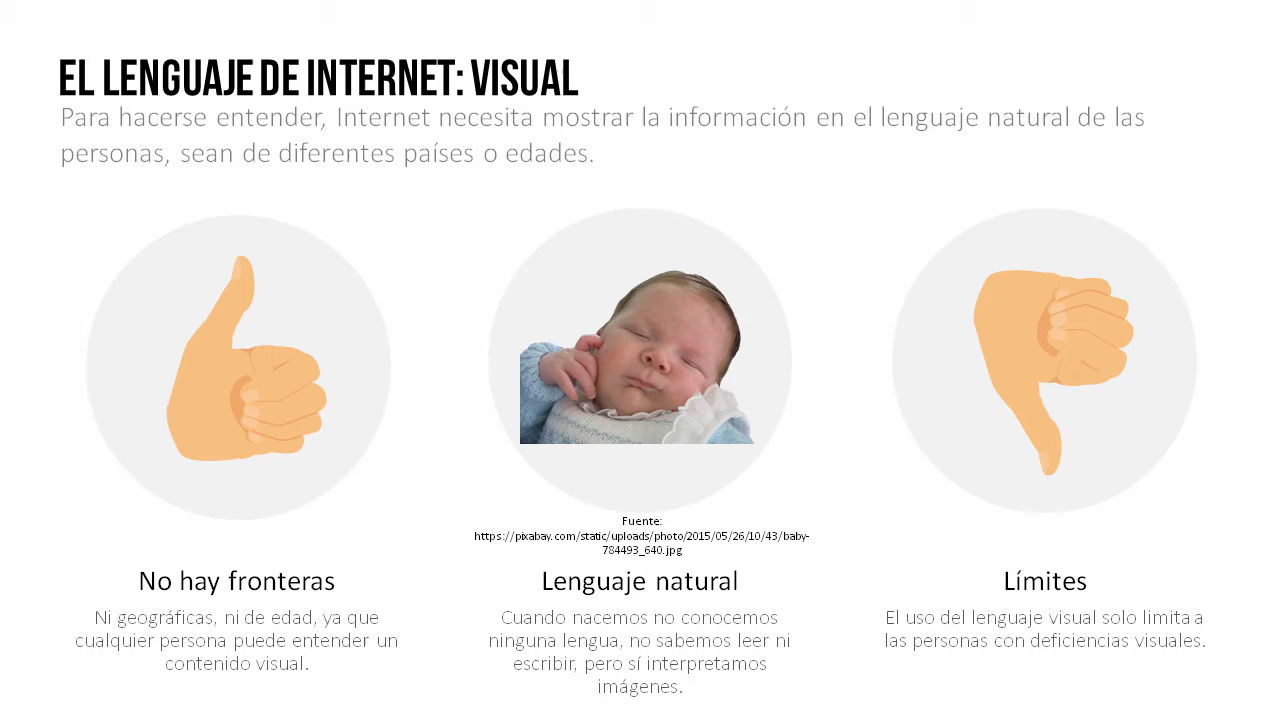 EL LENGUAJE DE INTERNET: VISUAL
Para hacerse entender, Internet necesita mostrar la información en el lenguaje natural de las
personas, sean de diferentes países o edades.
Fuente:
https://pixabay.com/static/uploads/photo/2015/05/26/10/43/baby-
784493_640.jpg
No hay fronteras
Ni geográficas, ni de edad, ya que
cualquier persona puede entender un
contenido visual.
Lenguaje natural
Cuando nacemos no conocemos
ninguna lengua, no sabemos leer ni
escribir, pero sí interpretamos
imágenes.
Límites
El uso del lenguaje visual solo limita a
las personas con deficiencias visuales.